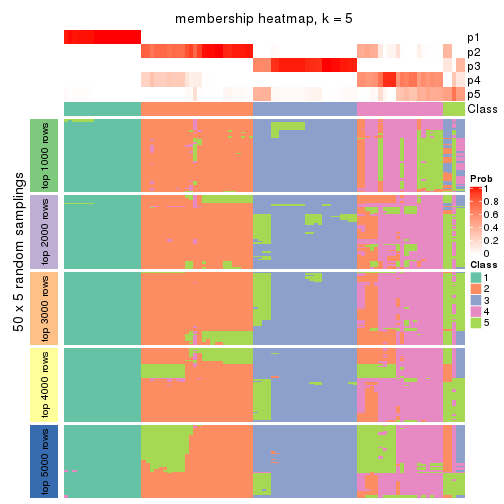 membership heatmap, k = 5
p1
p2
p3
p4
p5
Class
50 x 5 random samplings
top 1000 rows
top 2000 rows
top 3000 rows
top 4000 rows
top 5000 rows
Prob
1
0.8
0.6
0.4
0.2
0
Class
1
2
3
4
5